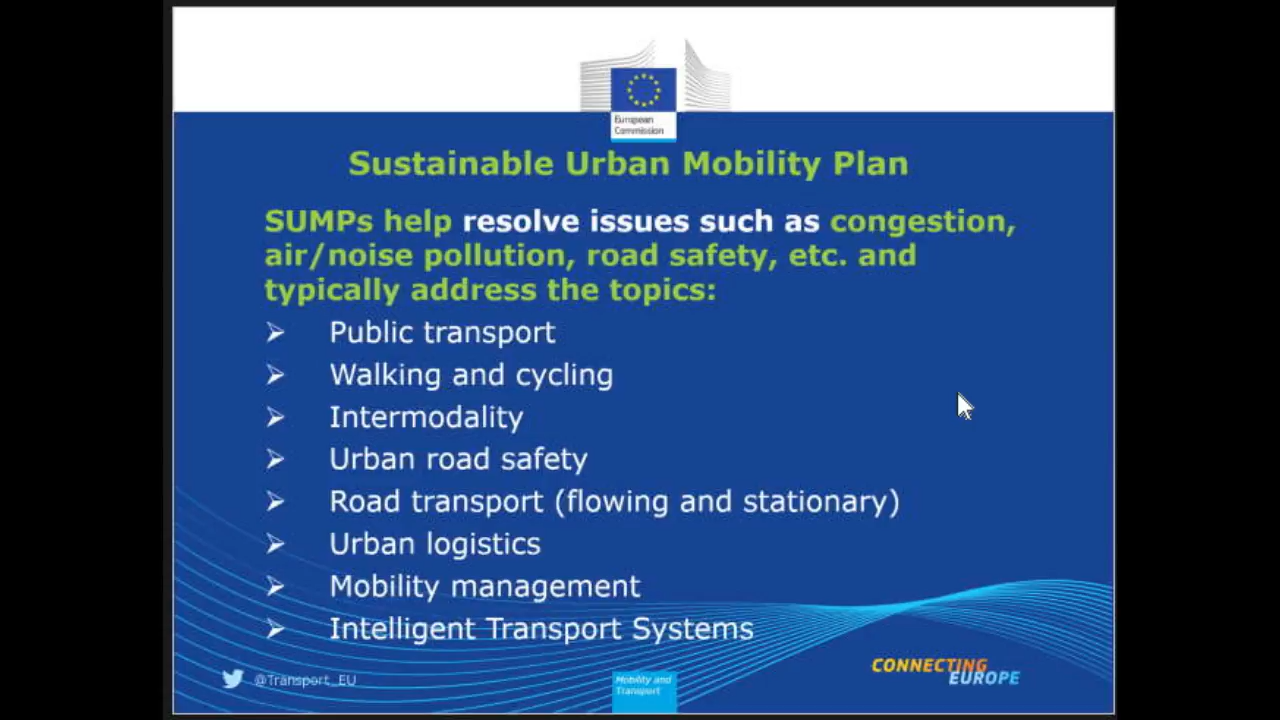 European
Commission
Sustainable Urban Mobility Plan
SUMPs help resolve issues such as congestion,
air/noise pollution, road safety, etc. and
typically address the topics:
Public transport
Walking and cycling
Intermodality
Urban road safety
Road transport (flowing and stationary)
Urban logistics
Mobility management
Intelligent Transport Systems
@Transport_EU
Mobility and
Transport
CONNECTING
EUROPE